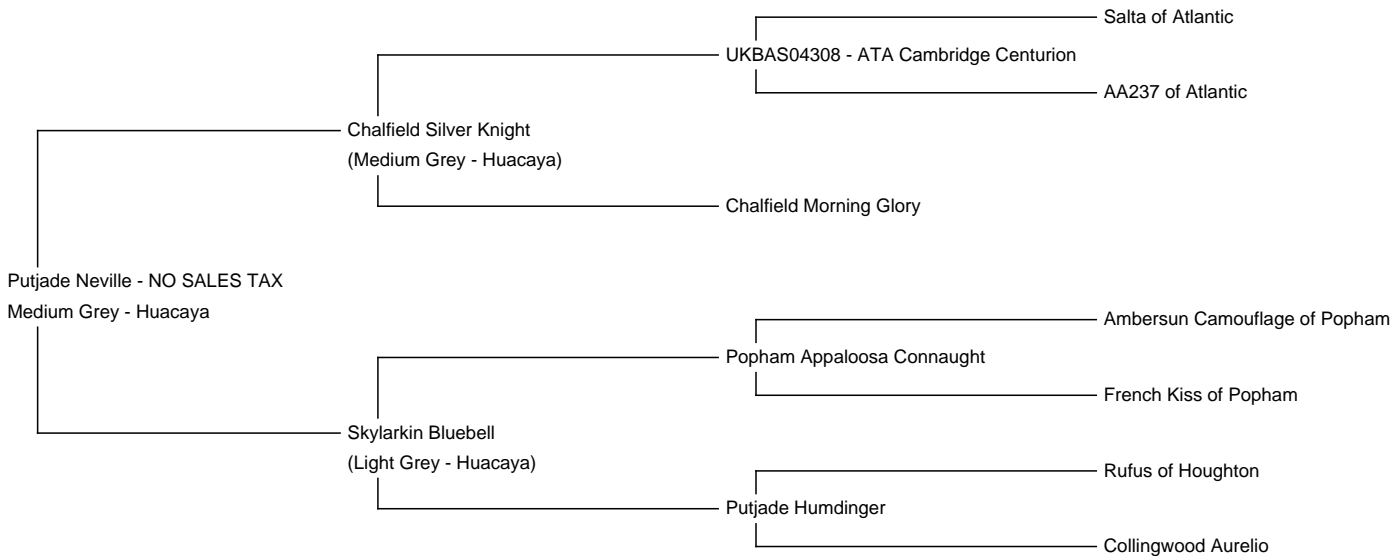 Salta of Atlantic
UKBAS04308 - ATA Cambridge Centurion
AA237 of Atlantic
Chalfield Silver Knight
(Medium Grey - Huacaya)
Chalfield Morning Glory
Putjade Neville - NO SALES TAX
Medium Grey - Huacaya
Ambersun Camouflage of Popham
Popham Appaloosa Connaught
French Kiss of Popham
Skylarkin Bluebell
(Light Grey - Huacaya)
Rufus of Houghton
Putjade Humdinger
Collingwood Aurelio